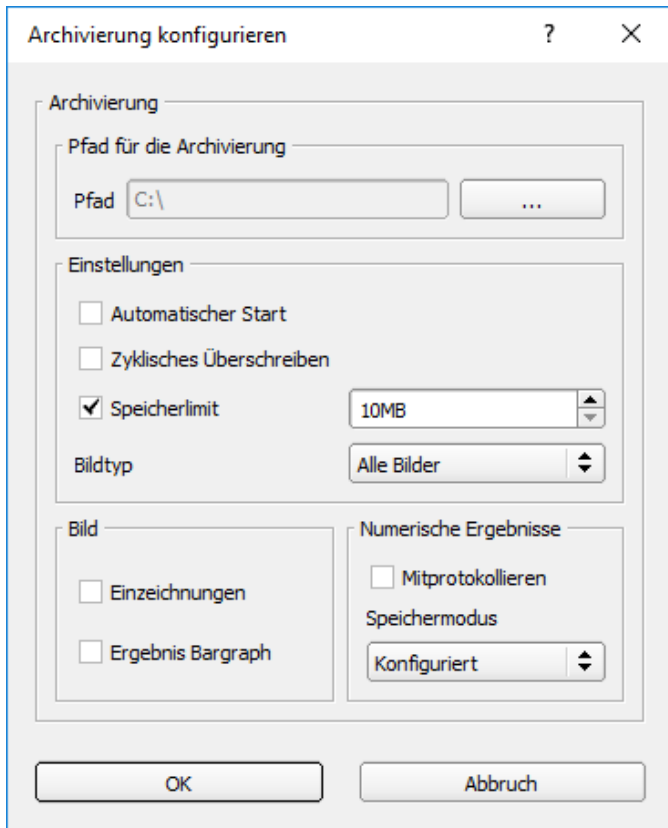 Archivierung konfigurieren ?
Archivierung
Pfad für die Archivierung
Pfad C:\ ...
Einstellungen
Automatischer Start
Zyklisches Überschreiben
Speicherlimit 10MB
Bildtyp Alle Bilder
Bild
Einzeichnungen
Ergebnis Bargraph
Numerische Ergebnisse
Mitprotokollieren
Speichermodus
Konfiguriert
OK Abbruch